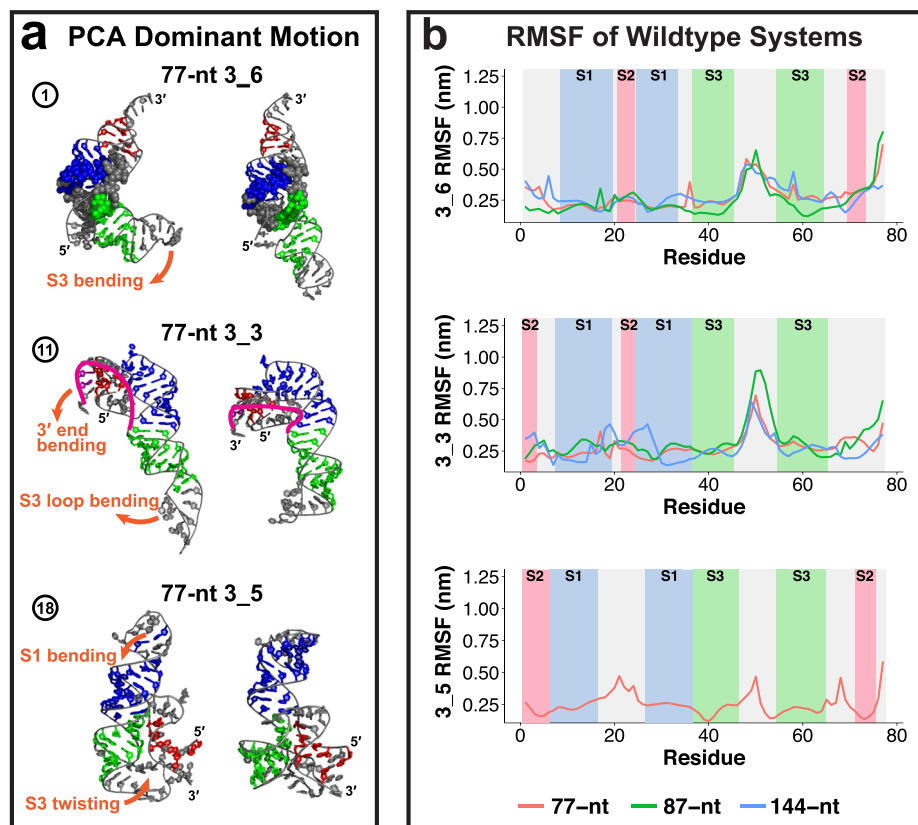 a PCA Dominant Motion
77-nt 3_6
1
3′
3′
5′
5′
S3 bending
77-nt 3_3
11
5′
3′ end
bending
3′
5′
S3 loop bending
77-nt 3_5
18
S1 bending
5′
3′
5′
3′
S3 twisting
b RMSF of Wildtype Systems
3_6 RMSF (nm)
1.25
1.00
0.75
0.50
0.25
S1 S2 S1 S3 S3 S2
0 20 40 60 80
Residue
3_3 RMSF (nm)
1.25
1.00
0.75
0.50
0.25
S2 S1 S2 S1 S3 S3
0 20 40 60 80
Residue
3_5 RMSF (nm)
1.25
1.00
0.75
0.50
0.25
S2 S1 S1 S3 S3 S2
0 20 40 60 80
Residue
77–nt 87–nt 144–nt